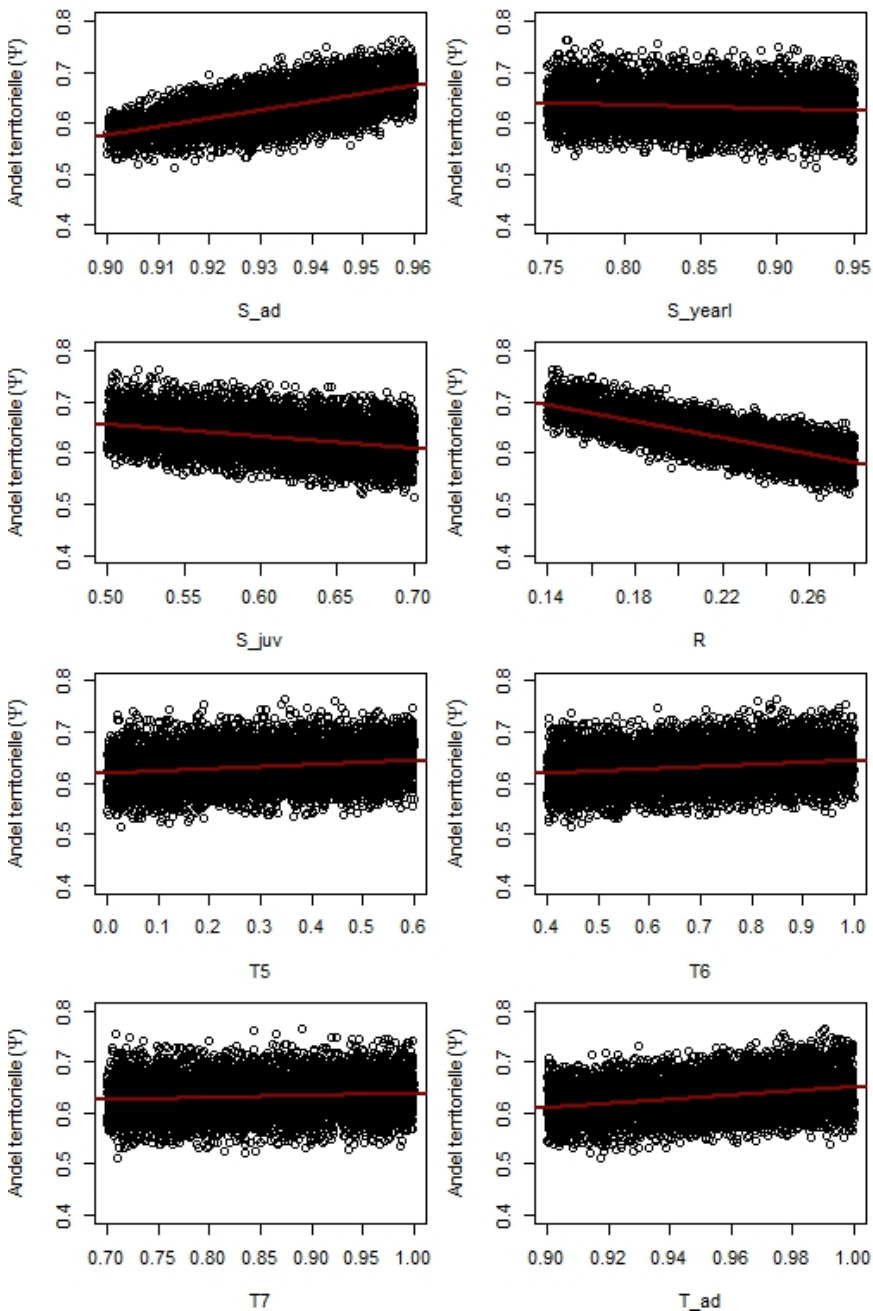 Andel territorielle (Ψ)
0.4 0.5 0.6 0.7 0.8
0.90 0.91 0.92 0.93 0.94 0.95 0.96
S_ad
Andel territorielle (Ψ)
0.4 0.5 0.6 0.7 0.8
0.75 0.80 0.85 0.90 0.95
S_yearl
Andel territorielle (Ψ)
0.4 0.5 0.6 0.7 0.8
0.50 0.55 0.60 0.65 0.70
S_juv
Andel territorielle (Ψ)
0.4 0.5 0.6 0.7 0.8
0.14 0.18 0.22 0.26
R
Andel territorielle (Ψ)
0.4 0.5 0.6 0.7 0.8
0.0 0.1 0.2 0.3 0.4 0.5 0.6
T5
Andel territorielle (Ψ)
0.4 0.5 0.6 0.7 0.8
0.4 0.5 0.6 0.7 0.8 0.9 1.0
T6
Andel territorielle (Ψ)
0.4 0.5 0.6 0.7 0.8
0.70 0.75 0.80 0.85 0.90 0.95 1.00
T7
Andel territorielle (Ψ)
0.4 0.5 0.6 0.7 0.8
0.90 0.92 0.94 0.96 0.98 1.00
T_ad